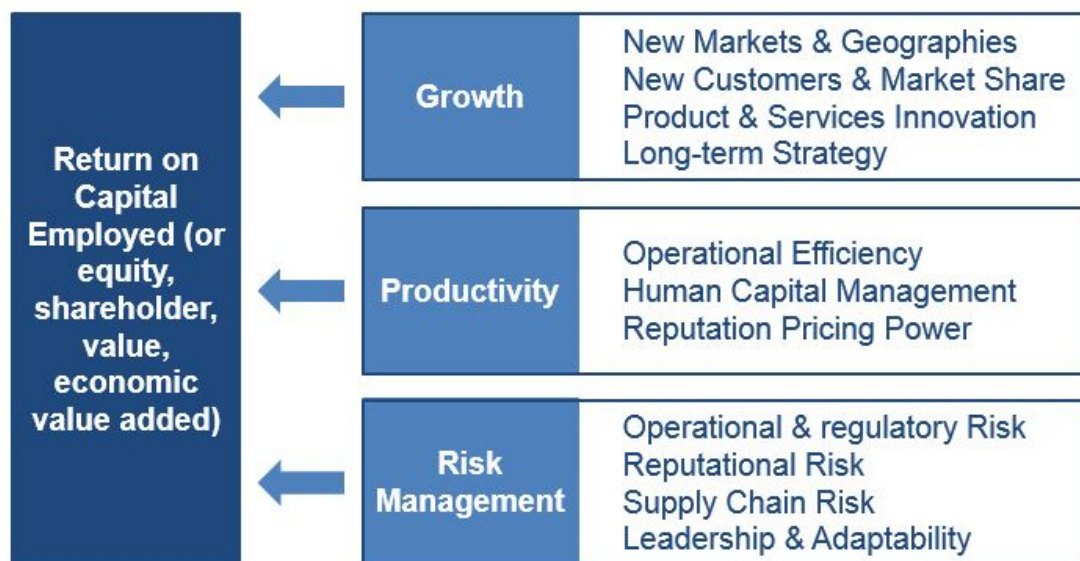 Return on
Capital
Employed (or
equity,
shareholder,
value,
economic
value added)
Growth
New Markets & Geographies
New Customers & Market Share
Product & Services Innovation
Long-term Strategy
Productivity
Operational Efficiency
Human Capital Management
Reputation Pricing Power
Risk
Management
Operational & regulatory Risk
Reputational Risk
Supply Chain Risk
Leadership & Adaptability